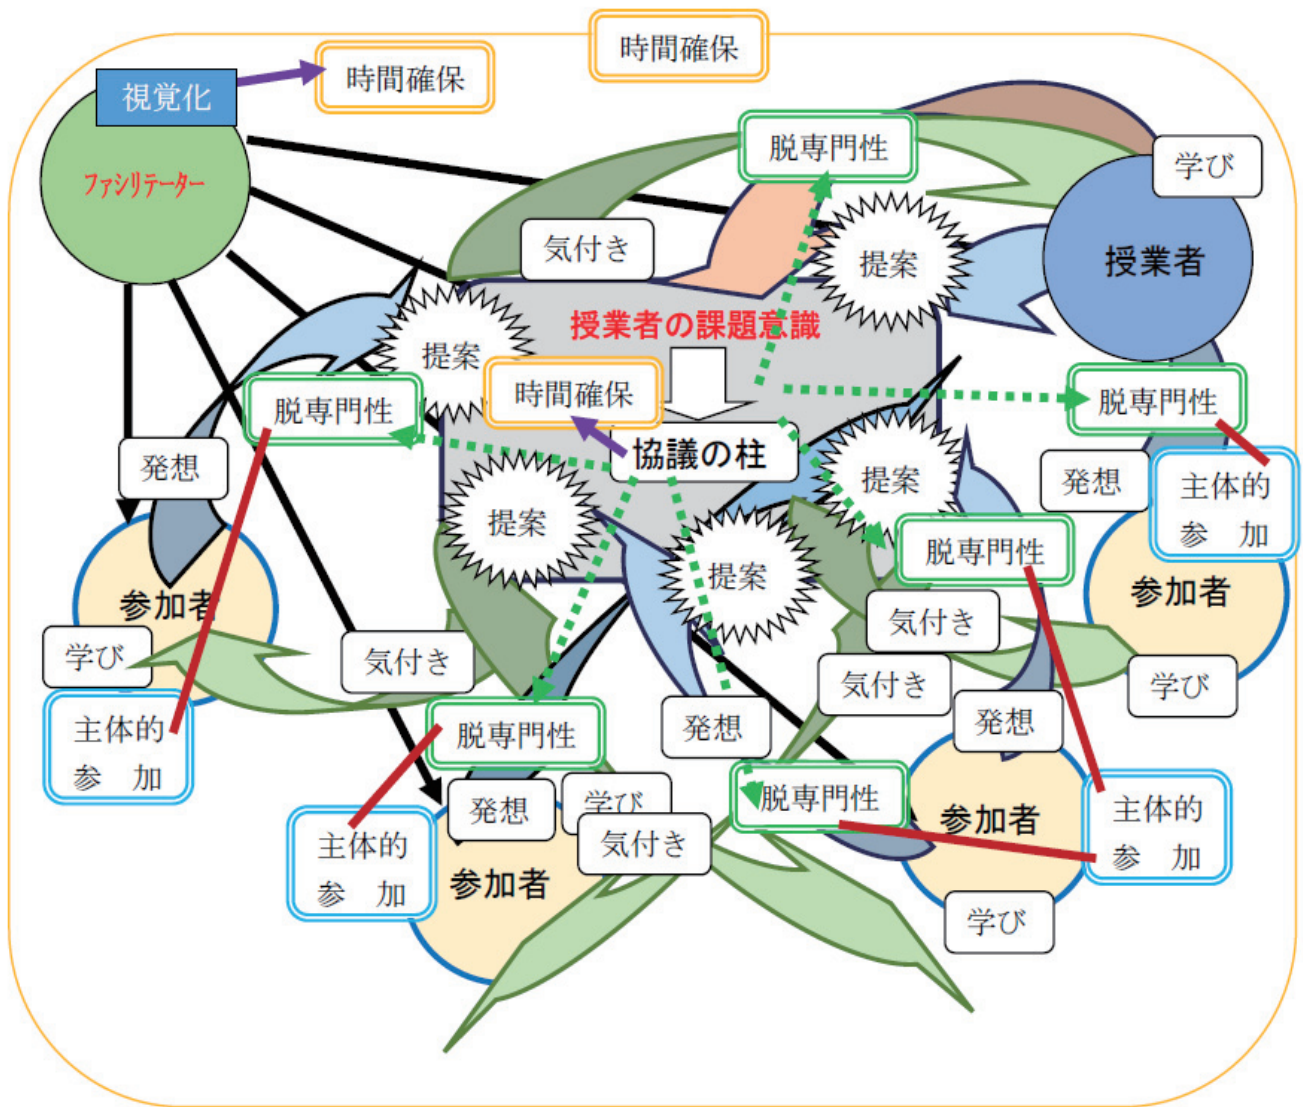 時間確保
時間確保
視覚化
ファシリテーター
脱専門性
学び
気付き
提案
授業者
授業者の課題意識
提案
時間確保
脱専門性
脱専門性
協議の柱
発想
提案
発想
主体的
参　加
提案
脱専門性
提案
参加者
参加者
気付き
学び
気付き
気付き
学び
主体的
参　加
脱専門性
発想
発想
脱専門性
発想
学び
主体的
参　加
気付き
参加者
主体的
参　加
参加者
学び